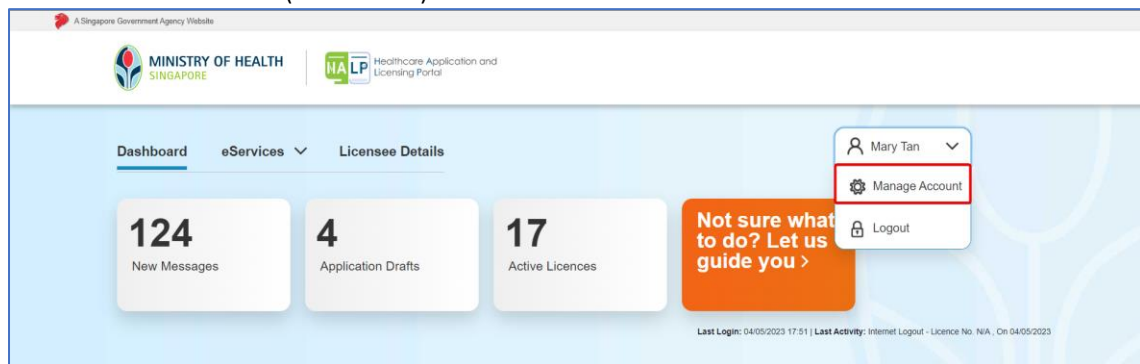 A Singapore Government Agency Website
MINISTRY OF HEALTH
SINGAPORE
HALP
Healthcare Application and
Licensing Portal
Dashboard eServices Licensee Details
Mary Tan
Manage Account
Logout
124
New Messages
4
Application Drafts
17
Active Licences
Not sure what
to do? Let us
guide you >
Last Login: 04/05/2023 17:51 | Last Activity: Internet Logout - Licence No. N/A , On 04/05/2023